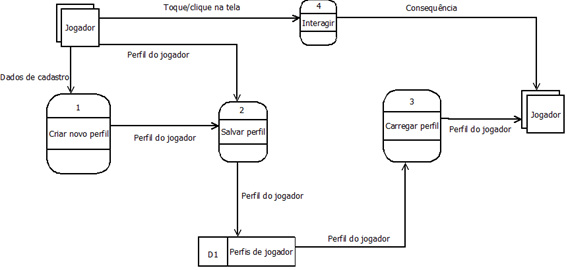 Toque/clique na tela
4
Consequência
Jogador
Interagir
Perfil do jogador
Dados de cadastro
1
Criar novo perfil
Perfil do jogador
2
Salvar perfil
3
Carregar perfil
Perfil do jogador
Jogador
Perfil do jogador
D1
Perfis de jogador
Perfil do jogador